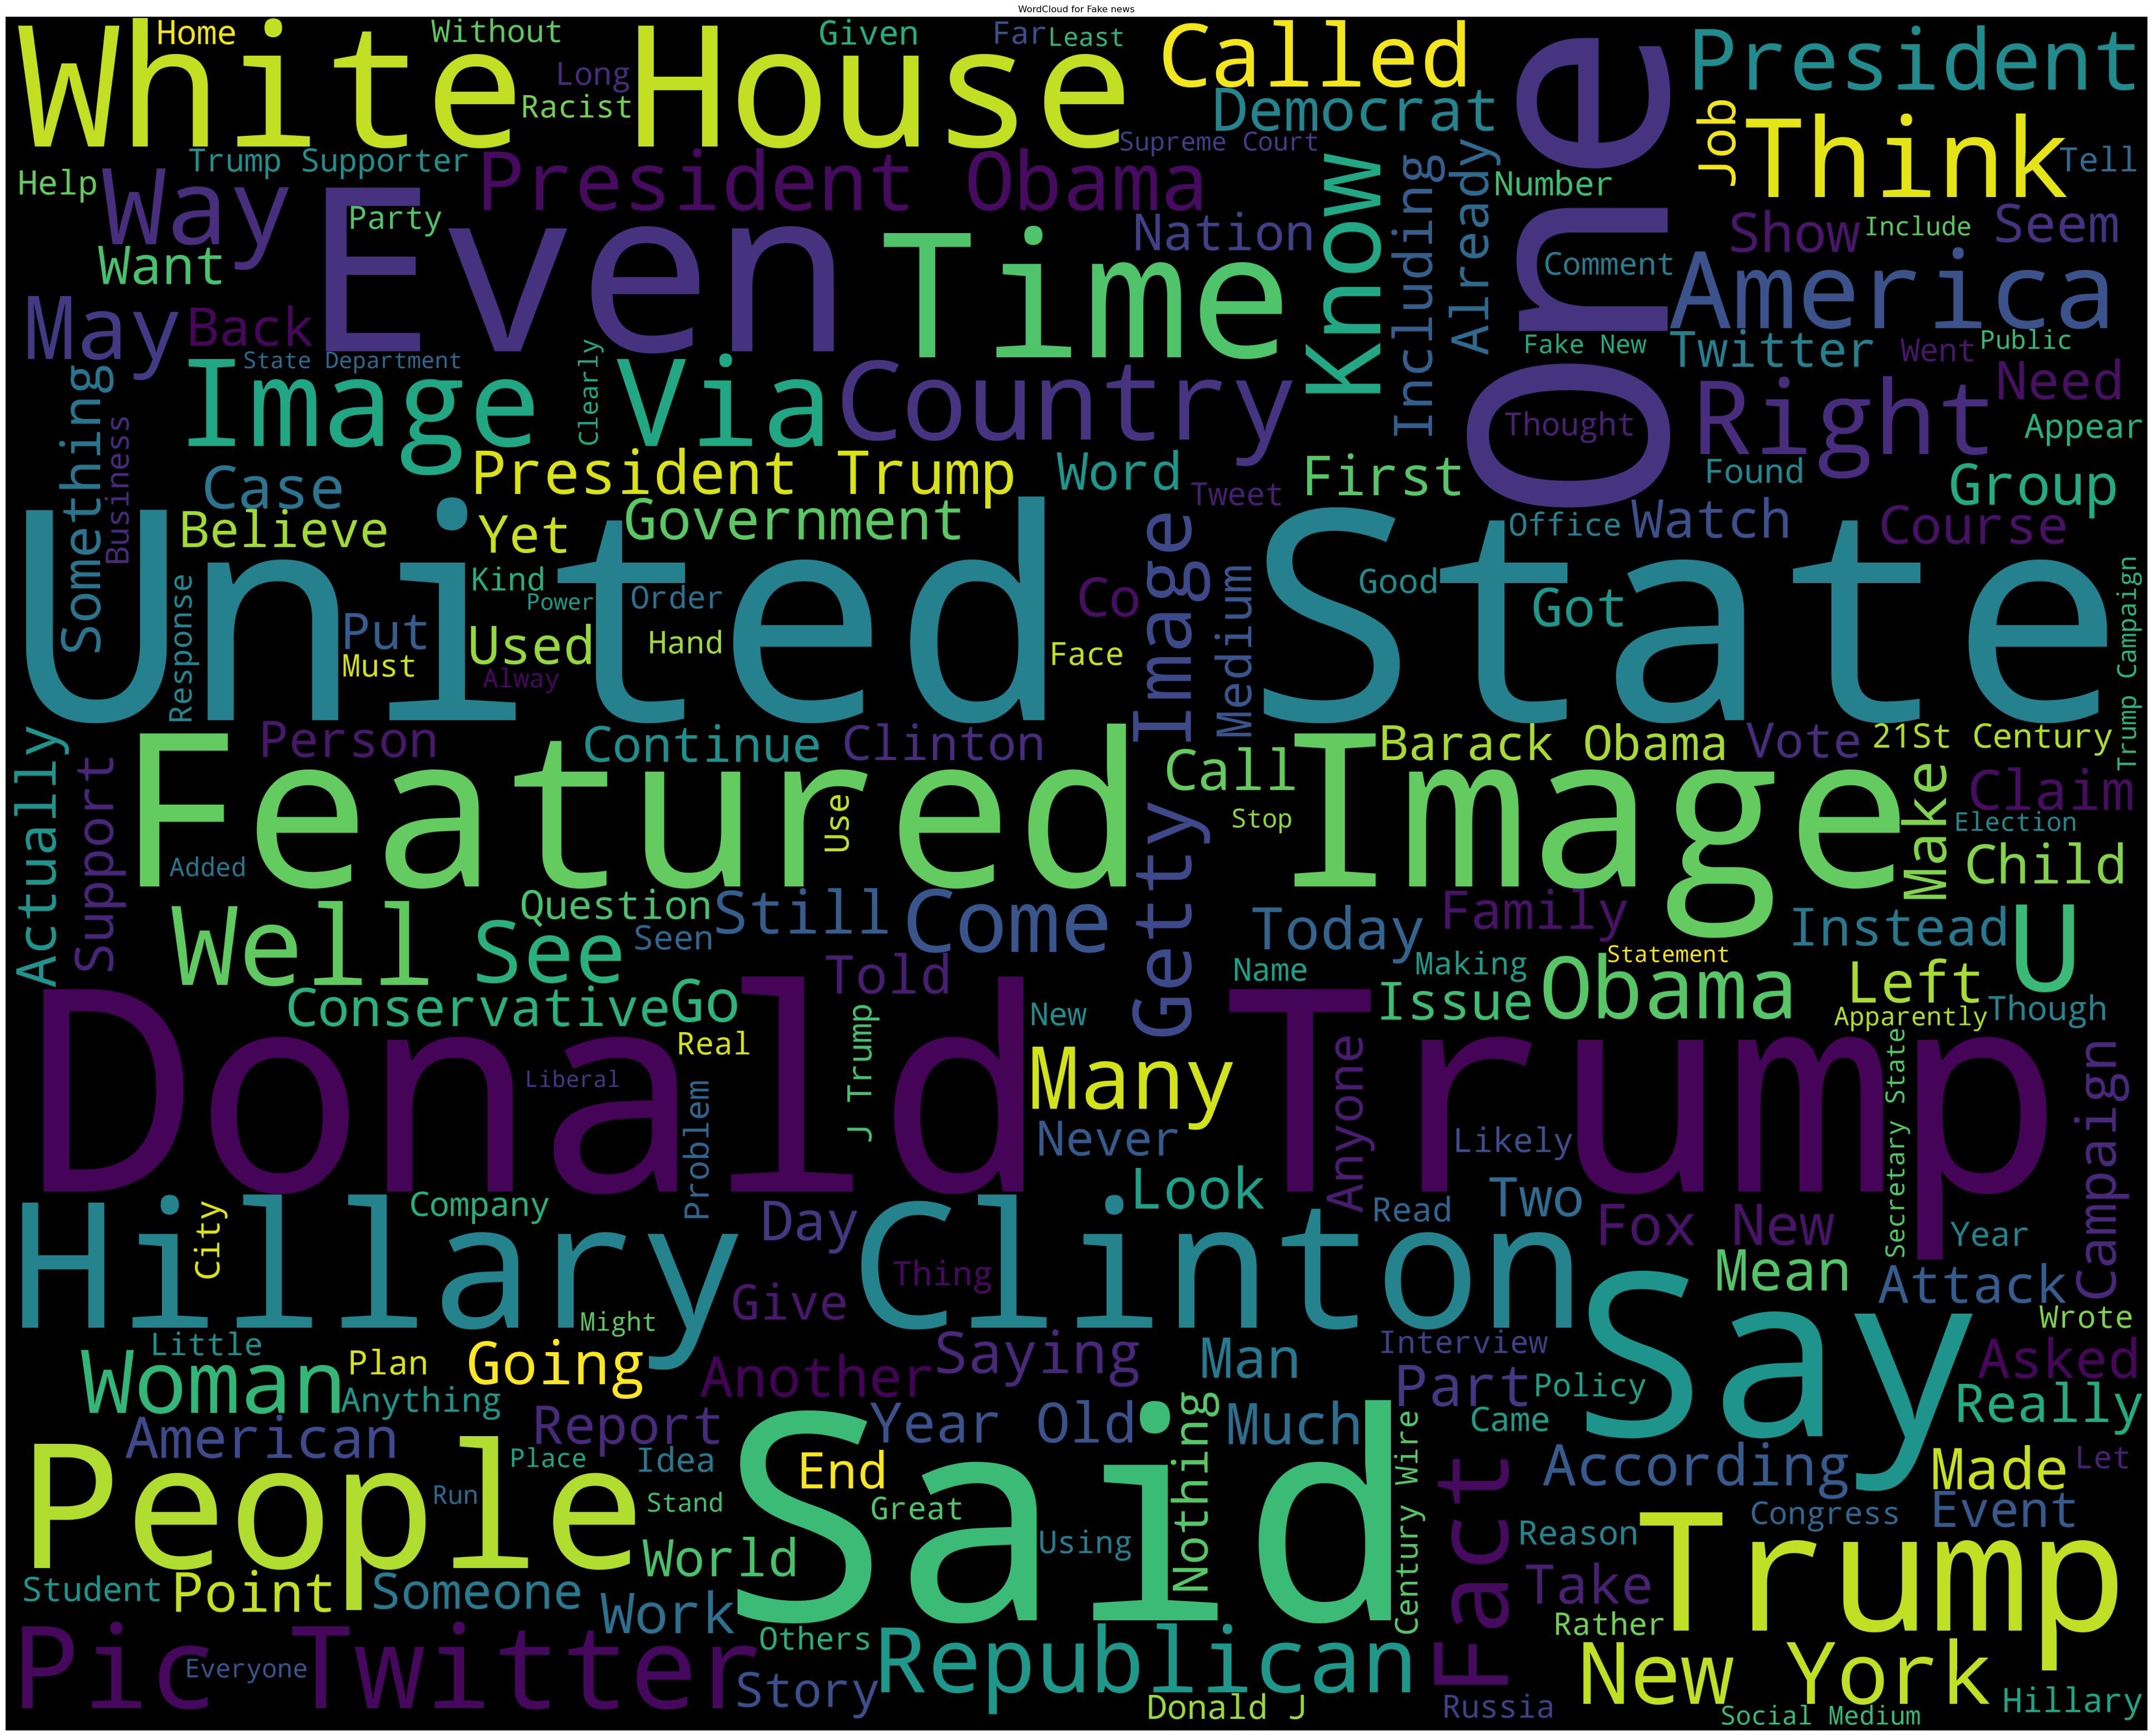 WordCloud for Fake news
White House
Home
Without
Long
Racist
Given
Far
Least
Called
Democrat
Supreme Court
One
President
Job
Think
Tell
Help
Trump Supporter
Way
Want
Party
President Obama
Even
Time
Nation
Know
Including
Already
Number
Comment
Show
Include
Seem
America
May
Back
State Department
Image Via
Clearly
Country
Fake New
Twitter
Went
Public
Right
Need
Appear
Thought
Something
Business
Case
President Trump
Word
Tweet
First
Found
Group
Believe
Yet
Government
Office
Watch
Course
United State
Response
Kind
Power
Order
Put
Must
Used
Alway
Hand
Co
Face
Getty Image
Medium
Good
Got
Trump Campaign
Actually
Support
Person
Continue
Clinton
Call
Stop
Barack Obama
Vote
21St Century
Featured Image
Use
Added
Make
Claim
Election
Child
Well
See
Question
Seen
Still
Come
Today
Family
Statement
Instead
U
Conservative
Go
Told
Name
Making
Issue
Obama
Left
Apparently
Though
Donald Trump
Real
Liberal
Problem
J Trump
New
Many
Never
Anyone
Likely
Secretary State
Campaign
Hillary Clinton
City
Company
Day
Thing
Give
Might
Look
Read
Two
Fox New
Year
Mean
Attack
Wrote
Say
Little
Woman
Plan
Anything
Going
Another
Saying
Man
Interview
Part
Policy
Came
Asked
Really
American
Report
Year Old
Much
Nothing
Century Wire
According
Made
Let
People
Place
Idea
Run
Stand
End
Great
Using
Said
Fact
Reason
Congress
Event
Trump
World
Student
Point
Someone
Work
Take
Rather
Pic Twitter
Everyone
Others
Story
Republican
Donald J
Russia
New York
Social Medium
Hillary